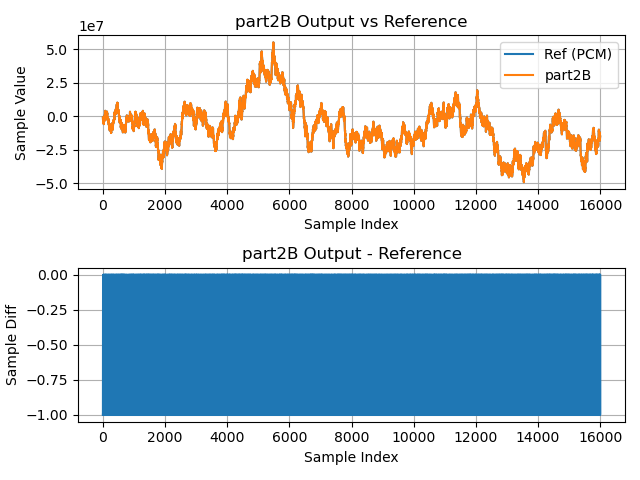 part2B Output vs Reference
1e7
5.0
2.5
0.0
−2.5
−5.0
Sample Value
Ref (PCM)
part2B
0 2000 4000 6000 8000 10000 12000 14000 16000
Sample Index
part2B Output - Reference
0.00
−0.25
−0.50
−0.75
−1.00
Sample Diff
0 2000 4000 6000 8000 10000 12000 14000 16000
Sample Index